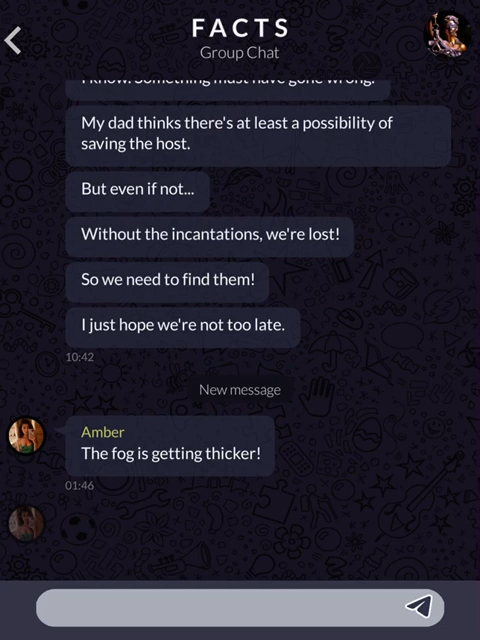 FACTS
Group Chat
I know. Something must have gone wrong.
My dad thinks there's at least a possibility of
saving the host.
But even if not...
Without the incantations, we're lost!
So we need to find them!
I just hope we're not too late.
10:42
New message
Amber
The fog is getting thicker!
01:46